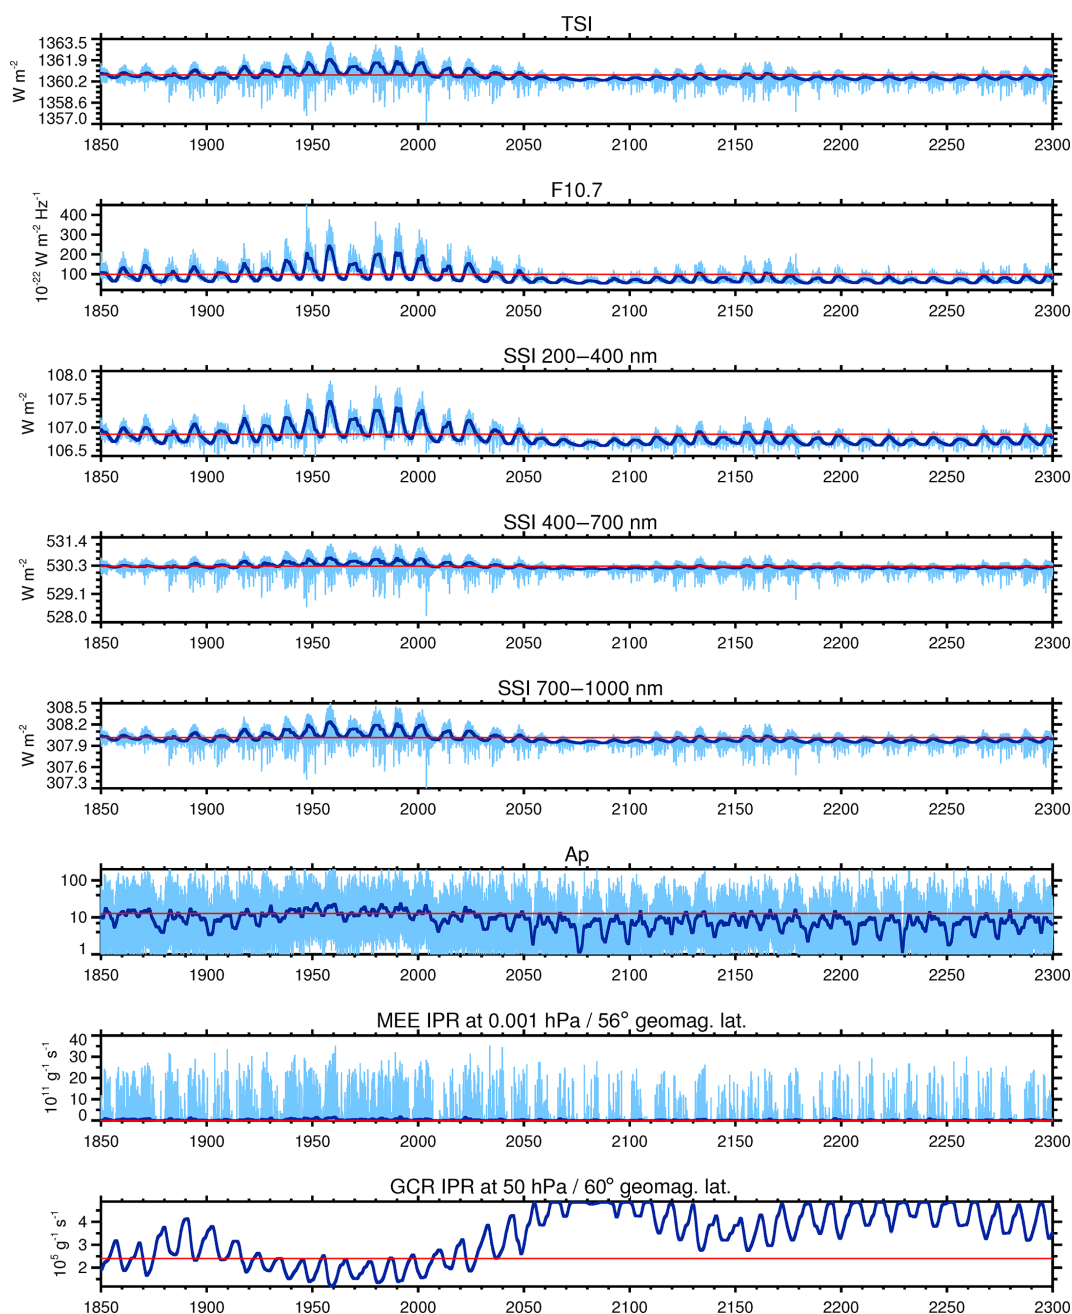 TSI
1363.5
1361.9
1360.2
1358.6
1357.0
W m-2
1850 1900 1950 2000 2050 2100 2150 2200 2250 2300
F10.7
400
300
200
100
10-22 W m-2 Hz-1
1850 1900 1950 2000 2050 2100 2150 2200 2250 2300
SSI 200−400 nm
108.0
107.5
107.0
106.5
W m-2
1850 1900 1950 2000 2050 2100 2150 2200 2250 2300
SSI 400−700 nm
531.4
530.3
529.1
528.0
W m-2
1850 1900 1950 2000 2050 2100 2150 2200 2250 2300
SSI 700−1000 nm
308.5
308.2
307.9
307.6
307.3
W m-2
1850 1900 1950 2000 2050 2100 2150 2200 2250 2300
Ap
100
10
1
1850 1900 1950 2000 2050 2100 2150 2200 2250 2300
MEE IPR at 0.001 hPa / 56° geomag. lat.
40
30
20
10
0
1011 g-1 s-1
1850 1900 1950 2000 2050 2100 2150 2200 2250 2300
GCR IPR at 50 hPa / 60° geomag. lat.
4
3
2
105 g-1 s-1
1850 1900 1950 2000 2050 2100 2150 2200 2250 2300